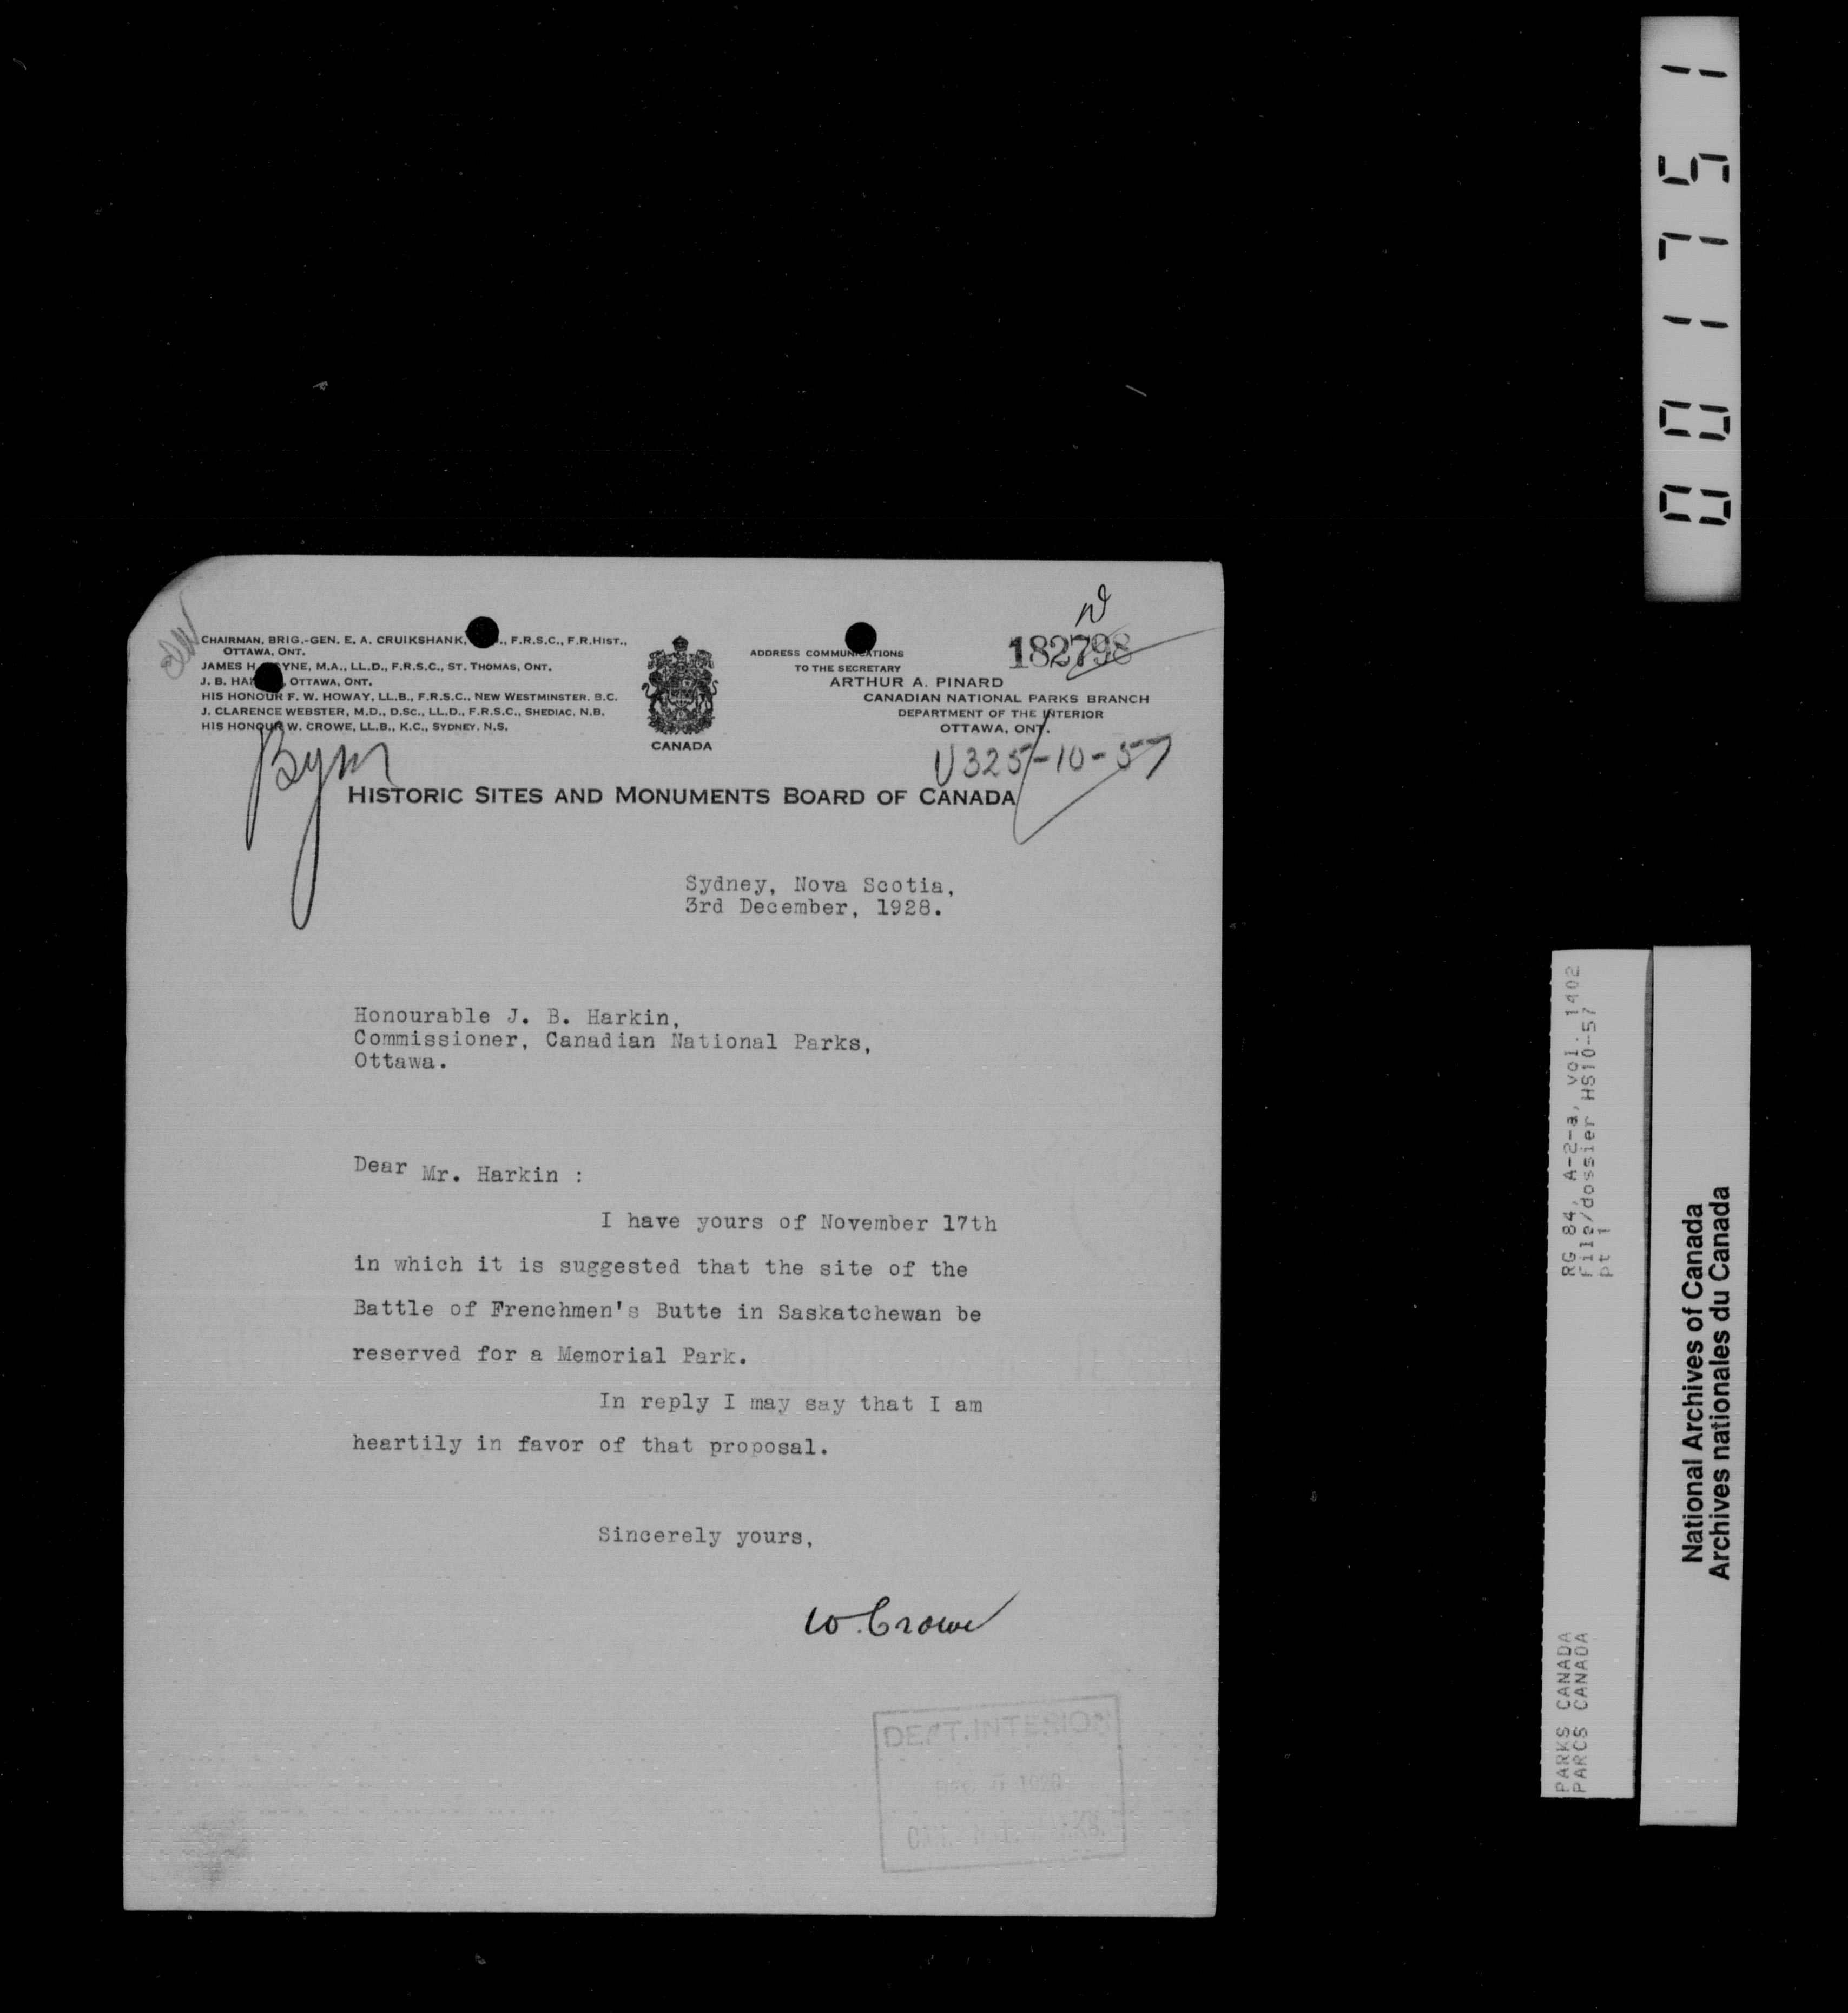 CHAIRMAN, BRIG.-GEN. E. A. CRUIKSHANK, F.R.S.C., F.R.HIST.,
OTTAWA, ONT.
JAMES H. YNE, M.A., LL.D., F.R.S.C., ST. THOMAS, ONT.
J. B. HA , OTTAWA, ONT.
HIS HONOUR F. W. HOWAY, LL.B., F.R.S.C., NEW WESTMINSTER, B.C.
J. CLARENCE WEBSTER, M.D., D.SC., LL.D., F.R.S.C., SHEDIAC, N.B.
HIS HONOUR W. CROWE, LL.B., K.C., SYDNEY, N.S.
CANADA
ADDRESS COMMUNICATIONS
TO THE SECRETARY
ARTHUR A. PINARD
CANADIAN NATIONAL PARKS BRANCH
DEPARTMENT OF THE INTERIOR
OTTAWA, ONT.
182798
U325-10-57
HISTORIC SITES AND MONUMENTS BOARD OF CANADA
Sydney, Nova Scotia,
3rd December, 1928.
Honourable J. B. Harkin,
Commissioner, Canadian National Parks,
Ottawa.
Dear Mr. Harkin :
I have yours of November 17th
in which it is suggested that the site of the
Battle of Frenchmen's Butte in Saskatchewan be
reserved for a Memorial Park.
In reply I may say that I am
heartily in favor of that proposal.
Sincerely yours,
W. Crowe
DEPT. INTERIOR
CAN. NAT. PARKS.
001751
RG 84, A-2-a, vol. 1402
file/dossier HS10-57
pt 1
PARKS CANADA
PARCS CANADA
National Archives of Canada
Archives nationales du Canada